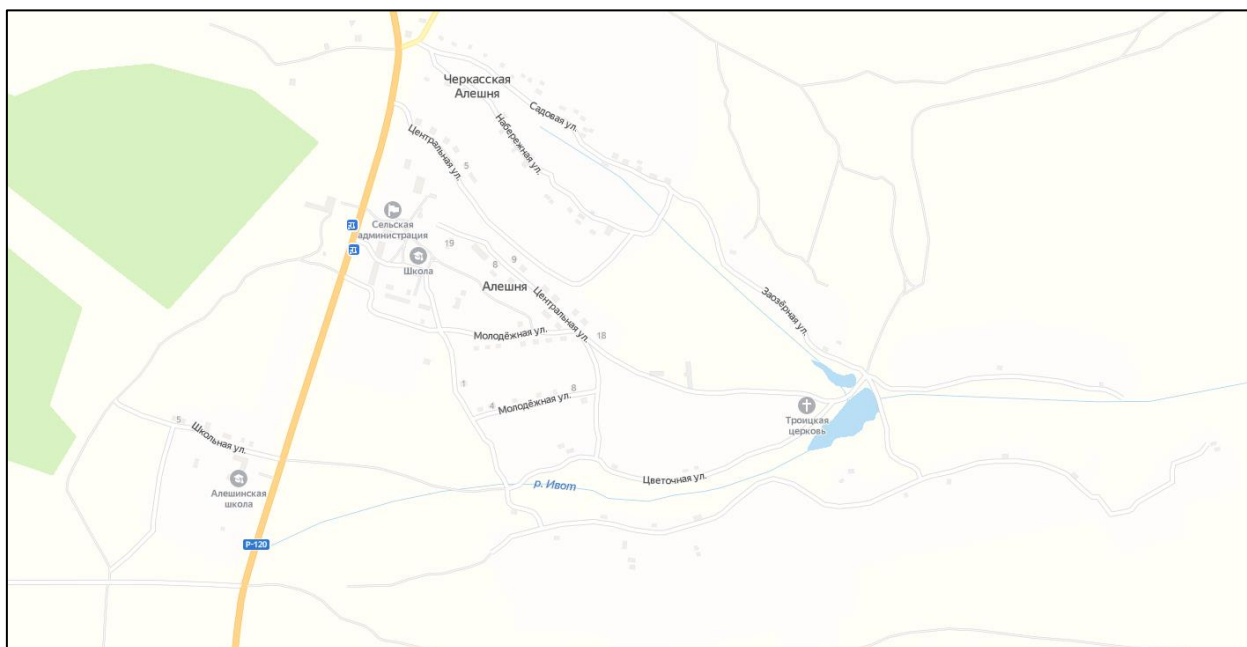 Черкасская
Алешня
Садовая ул.
Центральная ул.
Набережная ул.
5
Сельская
администрация
19
Школа
9
8
Алешня
Центральная ул.
Заозёрная ул.
Молодёжная ул.
18
1
8
4
Молодёжная ул.
Троицкая
церковь
5
Школьная ул.
Алешинская
школа
р. Ивот
Цветочная ул.
Р-120